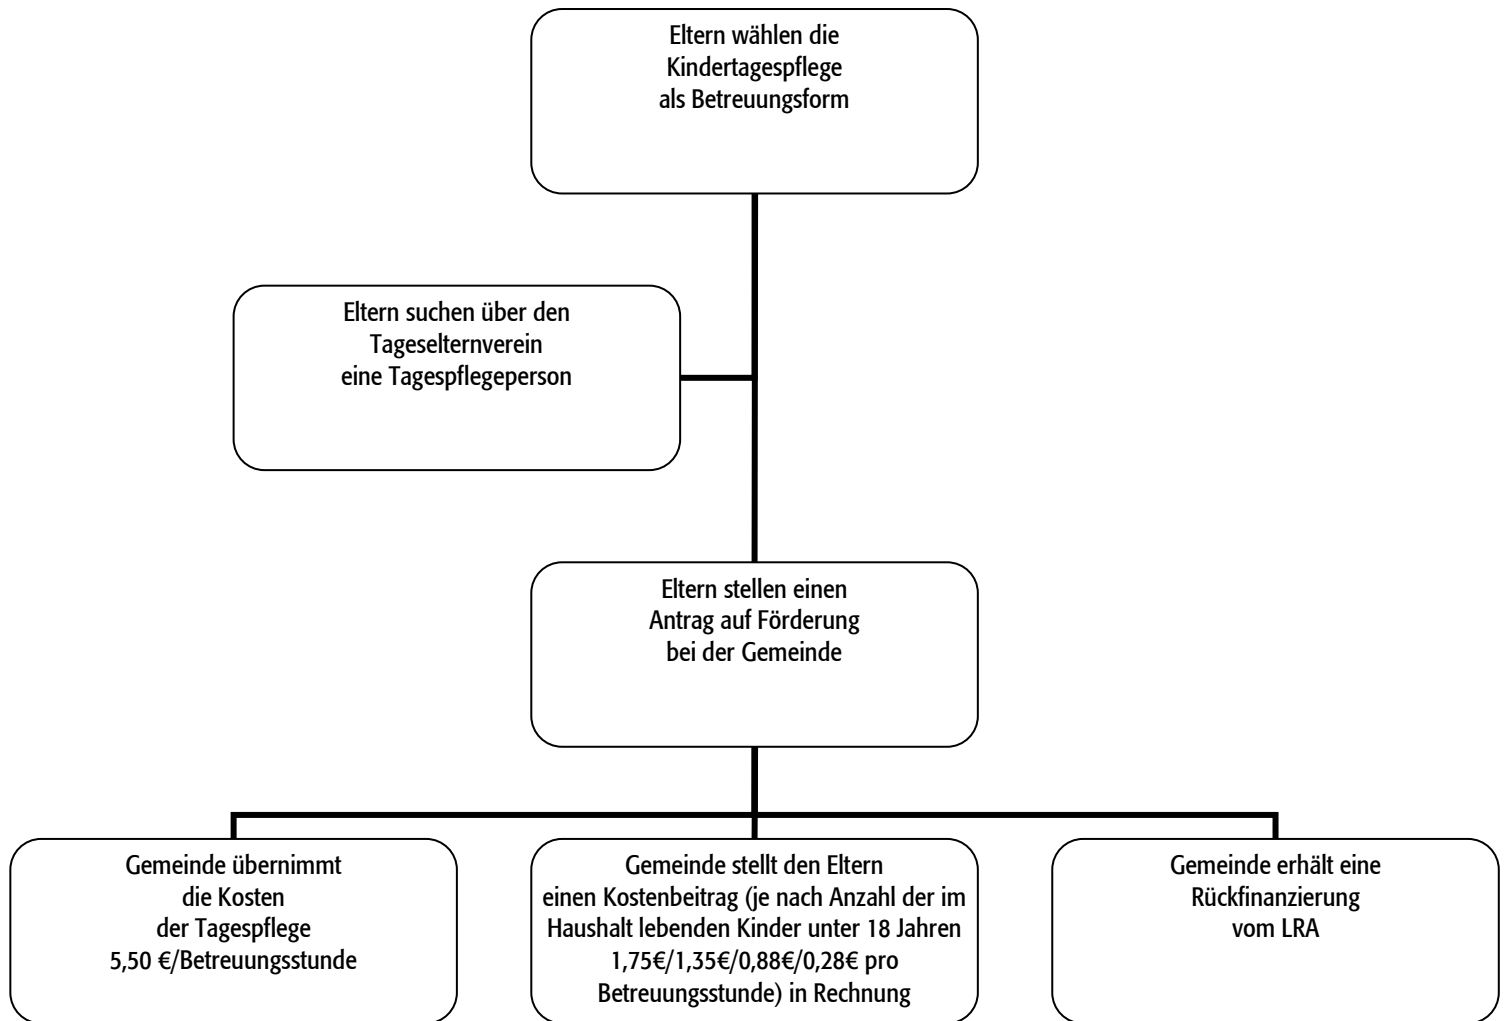 Eltern wählen die
Kindertagespflege
als Betreuungsform
Eltern suchen über den
Tageselternverein
eine Tagespflegeperson
Eltern stellen einen
Antrag auf Förderung
bei der Gemeinde
Gemeinde übernimmt
die Kosten
der Tagespflege
5,50 €/Betreuungsstunde
Gemeinde stellt den Eltern
einen Kostenbeitrag (je nach Anzahl der im
Haushalt lebenden Kinder unter 18 Jahren
1,75€/1,35€/0,88€/0,28€ pro
Betreuungsstunde) in Rechnung
Gemeinde erhält eine
Rückfinanzierung
vom LRA